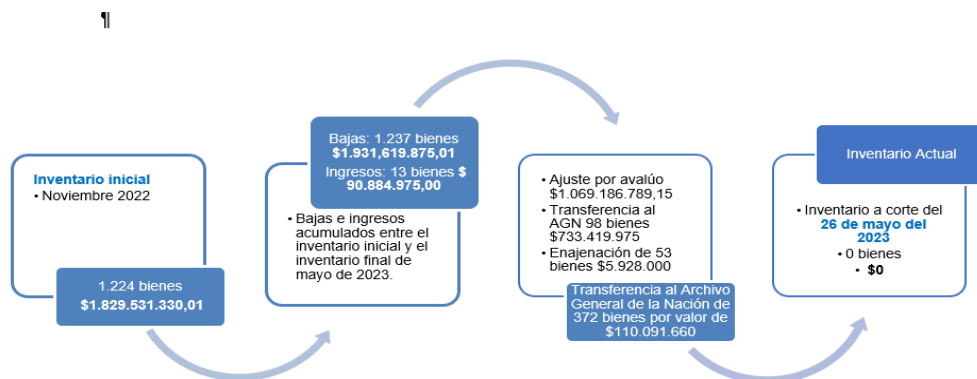 ¶
Inventario inicial
• Noviembre 2022
1.224 bienes
$1.829.531.330,01
Bajas: 1.237 bienes
$1.931,619.875,01
Ingresos: 13 bienes $
90.884.975,00
• Bajas e ingresos
acumulados entre el
inventario inicial y el
inventario final de
mayo de 2023.
• Ajuste por avalúo
$1.069.186.789,15
• Transferencia al
AGN 98 bienes
$733.419.975
• Enajenación de 53
bienes $5.928.000
Transferencia al Archivo
General de la Nación de
372 bienes por valor de
$110.091.660
Inventario Actual
• Inventario a corte del
26 de mayo del
2023
• 0 bienes
• $0